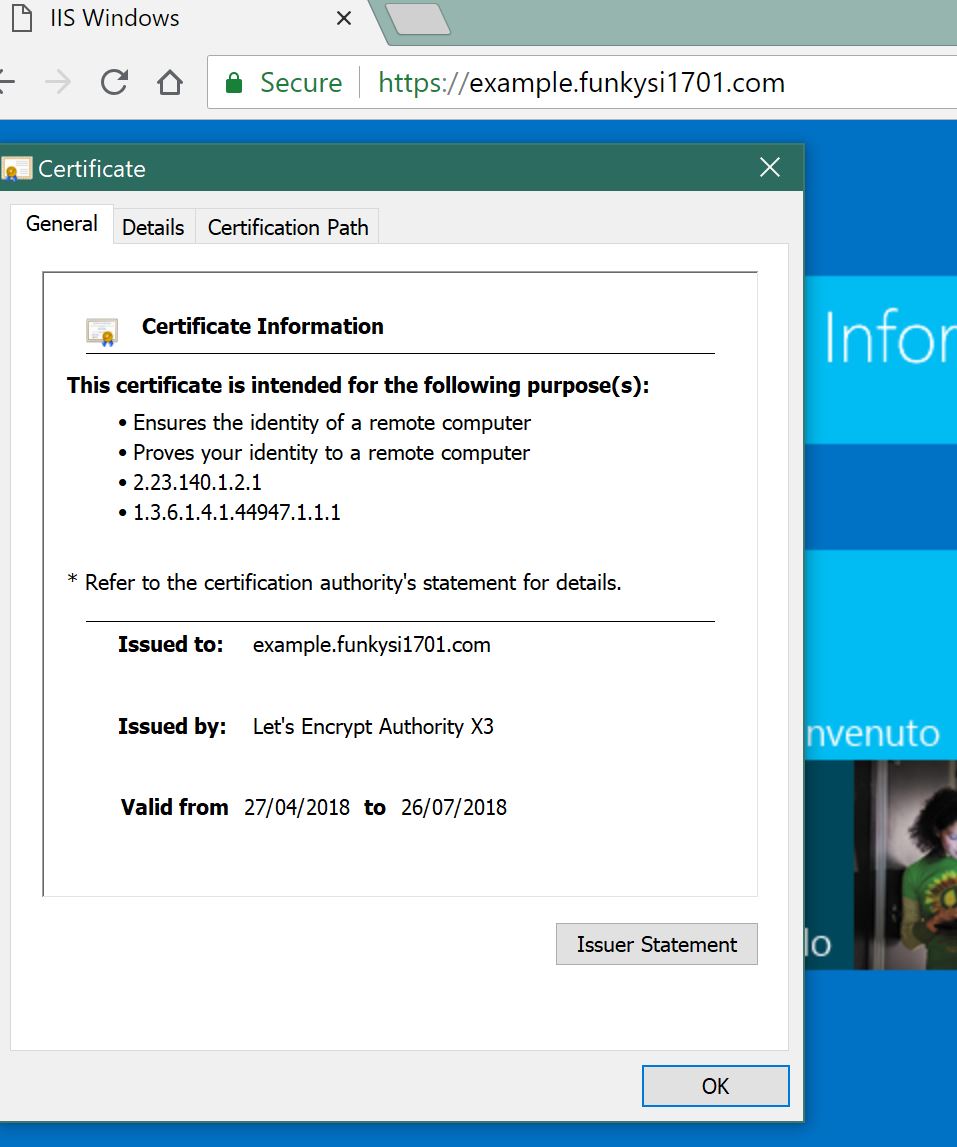 IIS Windows
Secure https://example.funkysi1701.com
Certificate
General Details Certification Path
Certificate Information
This certificate is intended for the following purpose(s):
• Ensures the identity of a remote computer
• Proves your identity to a remote computer
• 2.23.140.1.2.1
• 1.3.6.1.4.1.44947.1.1.1
* Refer to the certification authority's statement for details.
Issued to: example.funkysi1701.com
Issued by: Let's Encrypt Authority X3
Valid from 27/04/2018 to 26/07/2018
Issuer Statement
OK
Infor
nvenuto
lo